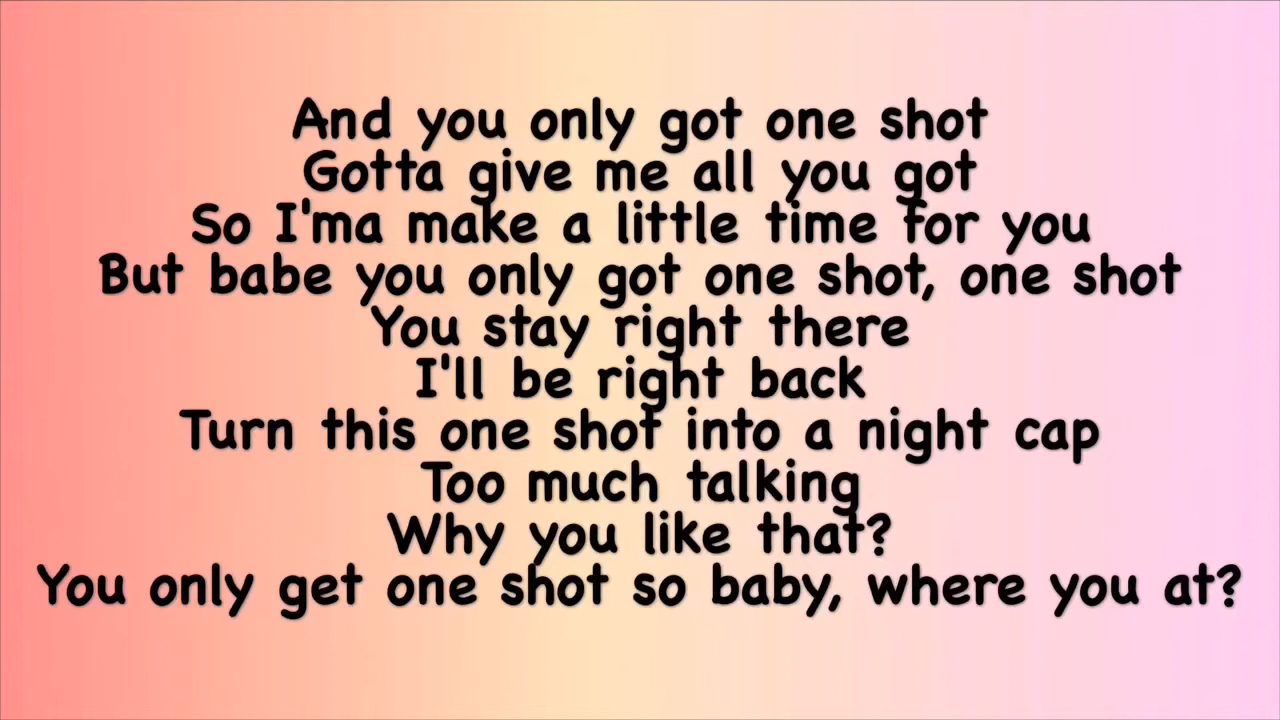 And you only got one shot
Gotta give me all you got
So I'ma make a little time for you
But babe you only got one shot, one shot
You stay right there
I'll be right back
Turn this one shot into a night cap
Too much talking
Why you like that?
You only get one shot so baby, where you at?